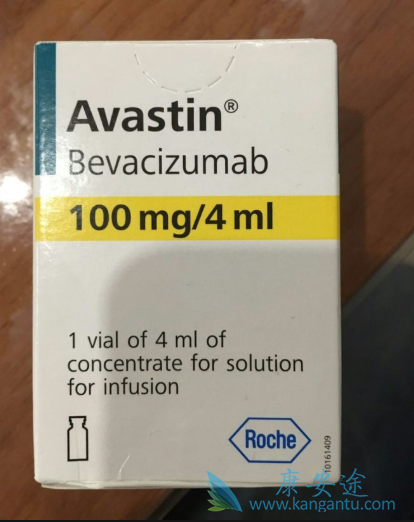 Avastin®
Bevacizumab
100 mg/4 ml
1 vial of 4 ml of
concentrate for solution
for infusion
Roche
10161409
康安途
www.kangantu.com